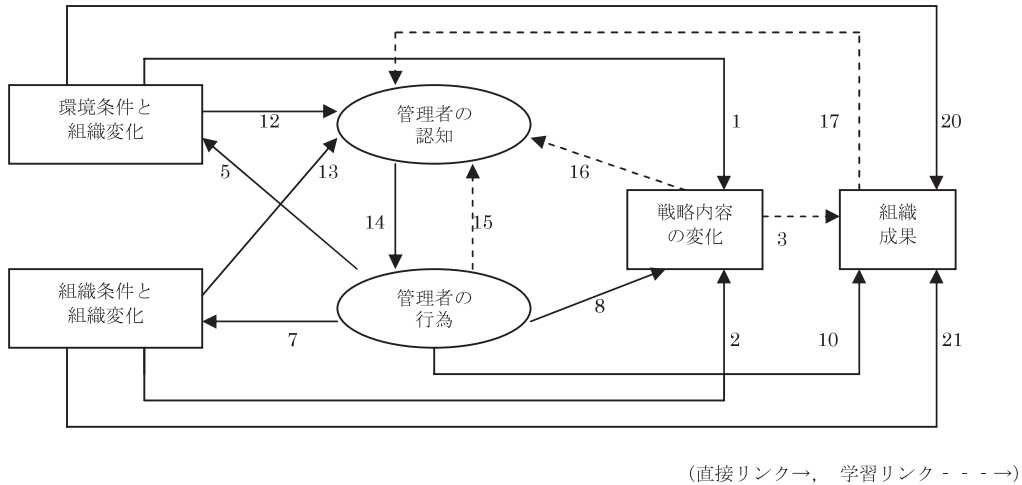 環境条件と
組織変化
12
管理者の
認知
1
17
20
5
13
16
14
15
戦略内容
の変化
3
組織
成果
組織条件と
組織変化
7
管理者の
行為
8
2
10
21
(直接リンク→, 学習リンク - - - →)